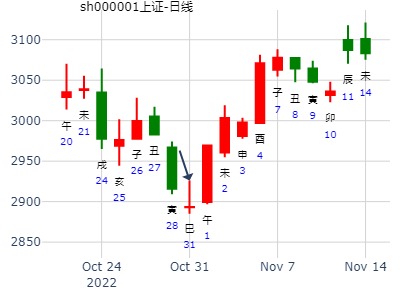 sh000001上证-日线
3100
3050
3000
2950
2900
2850
午
20
未
21
戌
24
亥
25
子
26
丑
27
寅
28
巳
31
午
1
未
2
申
3
酉
4
子
7
丑
8
寅
9
卯
10
辰
11
未
14
Oct 24
2022
Oct 31
Nov 7
Nov 14